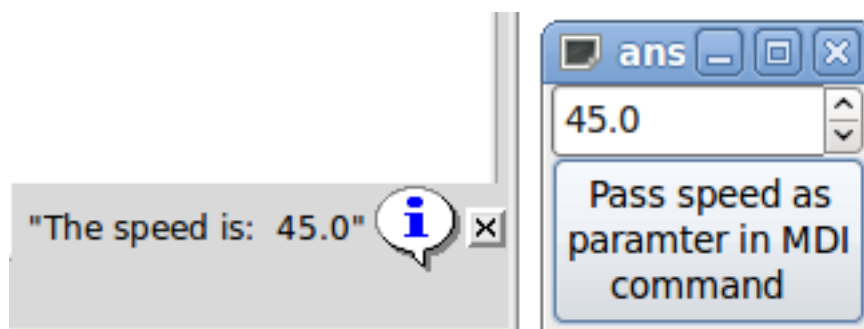 "The speed is:  45.0"
ans
45.0
Pass speed as
paramter in MDI
command